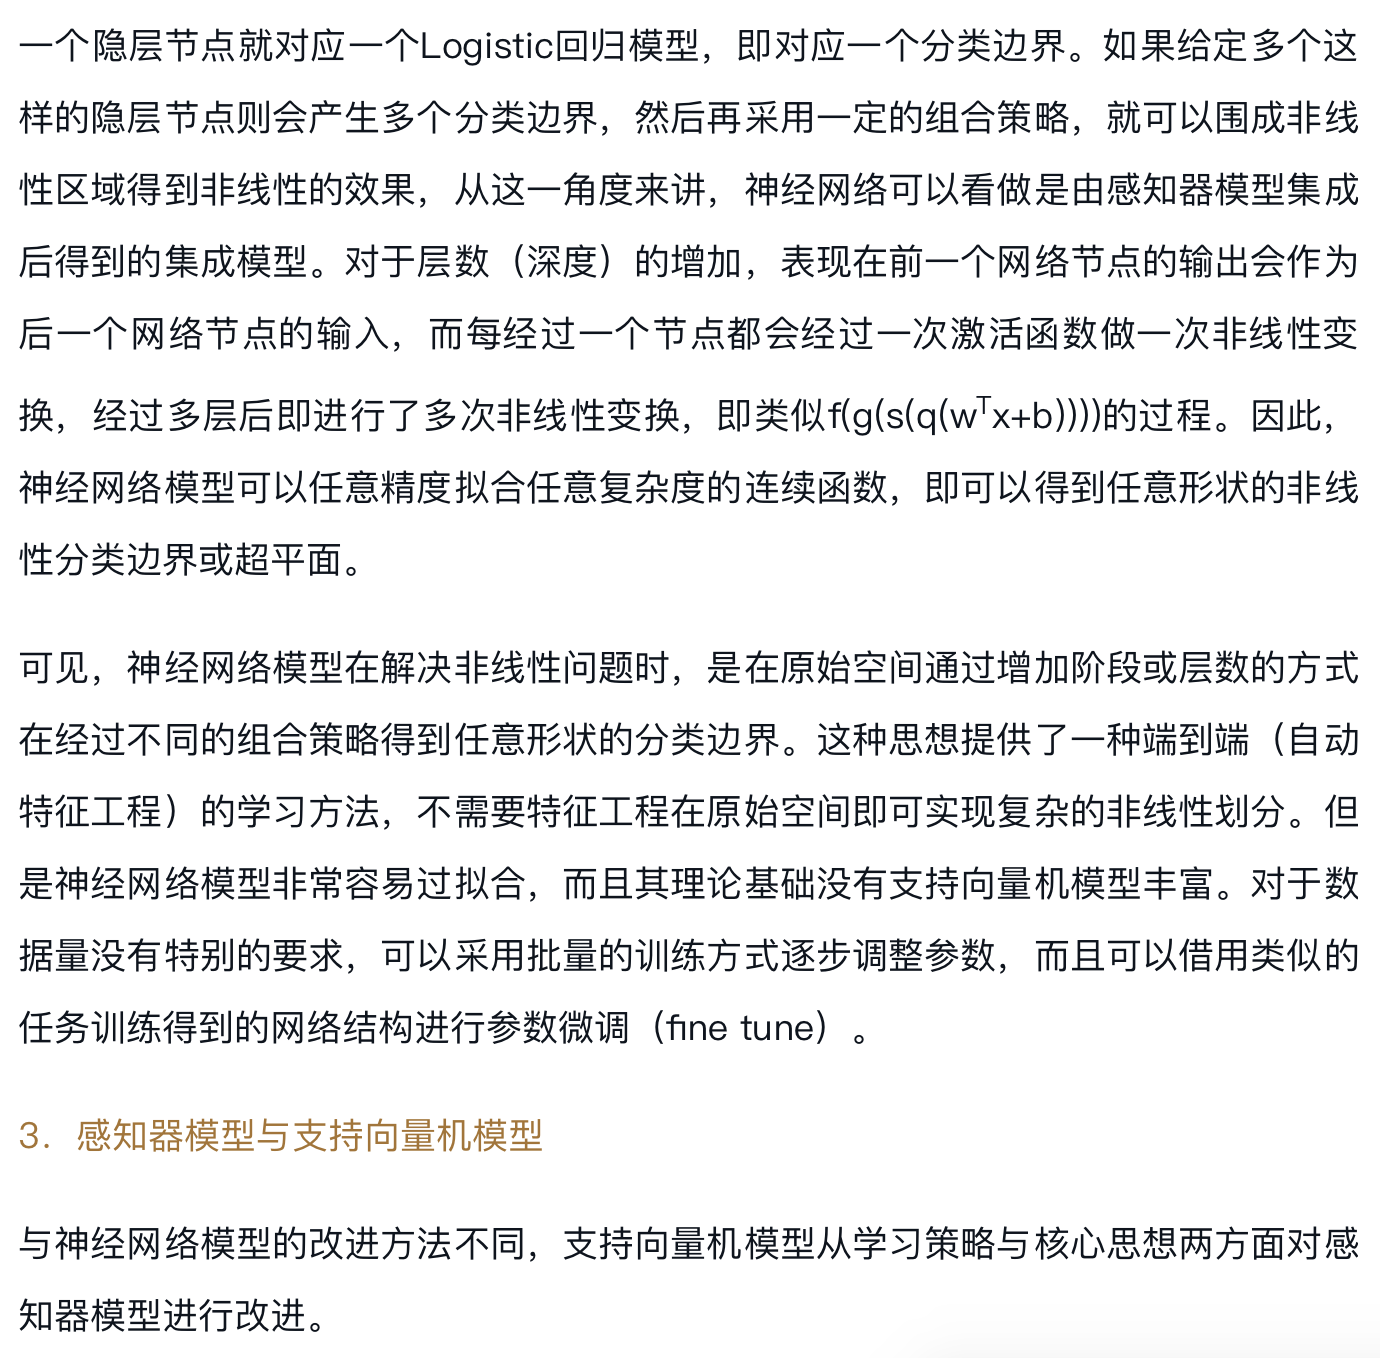 一个隐层节点就对应一个Logistic回归模型，即对应一个分类边界。如果给定多个这
样的隐层节点则会产生多个分类边界，然后再采用一定的组合策略，就可以围成非线
性区域得到非线性的效果，从这一角度来讲，神经网络可以看做是由感知器模型集成
后得到的集成模型。对于层数（深度）的增加，表现在前一个网络节点的输出会作为
后一个网络节点的输入，而每经过一个节点都会经过一次激活函数做一次非线性变
换，经过多层后即进行了多次非线性变换，即类似f(g(s(q(wᵀx+b))))的过程。因此，
神经网络模型可以任意精度拟合任意复杂度的连续函数，即可以得到任意形状的非线
性分类边界或超平面。
可见，神经网络模型在解决非线性问题时，是在原始空间通过增加阶段或层数的方式
在经过不同的组合策略得到任意形状的分类边界。这种思想提供了一种端到端（自动
特征工程）的学习方法，不需要特征工程在原始空间即可实现复杂的非线性划分。但
是神经网络模型非常容易过拟合，而且其理论基础没有支持向量机模型丰富。对于数
据量没有特别的要求，可以采用批量的训练方式逐步调整参数，而且可以借用类似的
任务训练得到的网络结构进行参数微调（fine tune）。
3．感知器模型与支持向量机模型
与神经网络模型的改进方法不同，支持向量机模型从学习策略与核心思想两方面对感
知器模型进行改进。